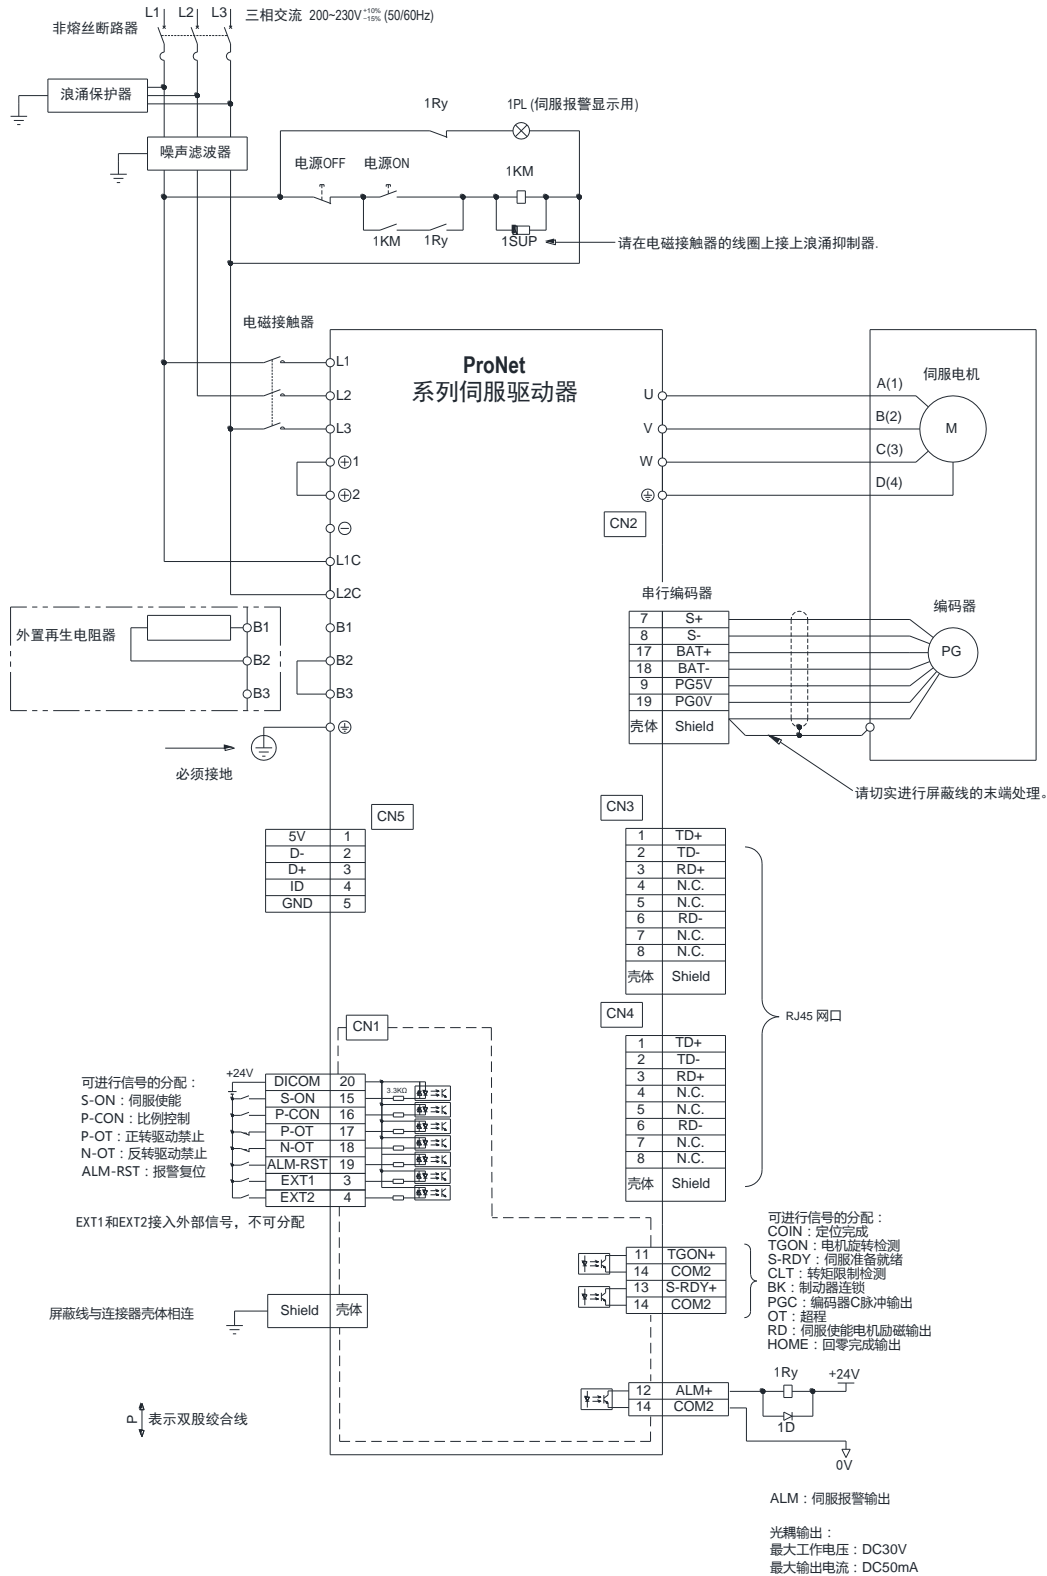 L1 L2 L3 三相交流 200~230V +10% -15% (50/60Hz)
非熔丝断路器
浪涌保护器
噪声滤波器
1Ry 1PL (伺服报警显示用)
电源OFF 电源ON
1KM
1KM 1Ry 1SUP
请在电磁接触器的线圈上接上浪涌抑制器.
电磁接触器
ProNet
系列伺服驱动器
L1
L2
L3
1
2
L1C
L2C
B1
B2
B3
外置再生电阻器
B1
B2
B3
必须接地
U
V
W
CN2
伺服电机
A(1)
B(2)
C(3)
D(4)
M
串行编码器
7 S+
8 S-
17 BAT+
18 BAT-
9 PG5V
19 PG0V
壳体 Shield
编码器
PG
请切实进行屏蔽线的末端处理。
CN5
5V 1
D- 2
D+ 3
ID 4
GND 5
CN3
1 TD+
2 TD-
3 RD+
4 N.C.
5 N.C.
6 RD-
7 N.C.
8 N.C.
壳体 Shield
CN4
1 TD+
2 TD-
3 RD+
4 N.C.
5 N.C.
6 RD-
7 N.C.
8 N.C.
壳体 Shield
RJ45 网口
CN1
+24V
3.3KΩ
DICOM 20
S-ON 15
P-CON 16
P-OT 17
N-OT 18
ALM-RST 19
EXT1 3
EXT2 4
可进行信号的分配：
S-ON：伺服使能
P-CON：比例控制
P-OT：正转驱动禁止
N-OT：反转驱动禁止
ALM-RST：报警复位
EXT1和EXT2接入外部信号，不可分配
屏蔽线与连接器壳体相连
Shield 壳体
P 表示双股绞合线
11 TGON+
14 COM2
13 S-RDY+
14 COM2
可进行信号的分配：
COIN：定位完成
TGON：电机旋转检测
S-RDY：伺服准备就绪
CLT：转矩限制检测
BK：制动器连锁
PGC：编码器C脉冲输出
OT：超程
RD：伺服使能电机励磁输出
HOME：回零完成输出
12 ALM+
14 COM2
1Ry +24V
1D
0V
ALM：伺服报警输出
光耦输出：
最大工作电压：DC30V
最大输出电流：DC50mA